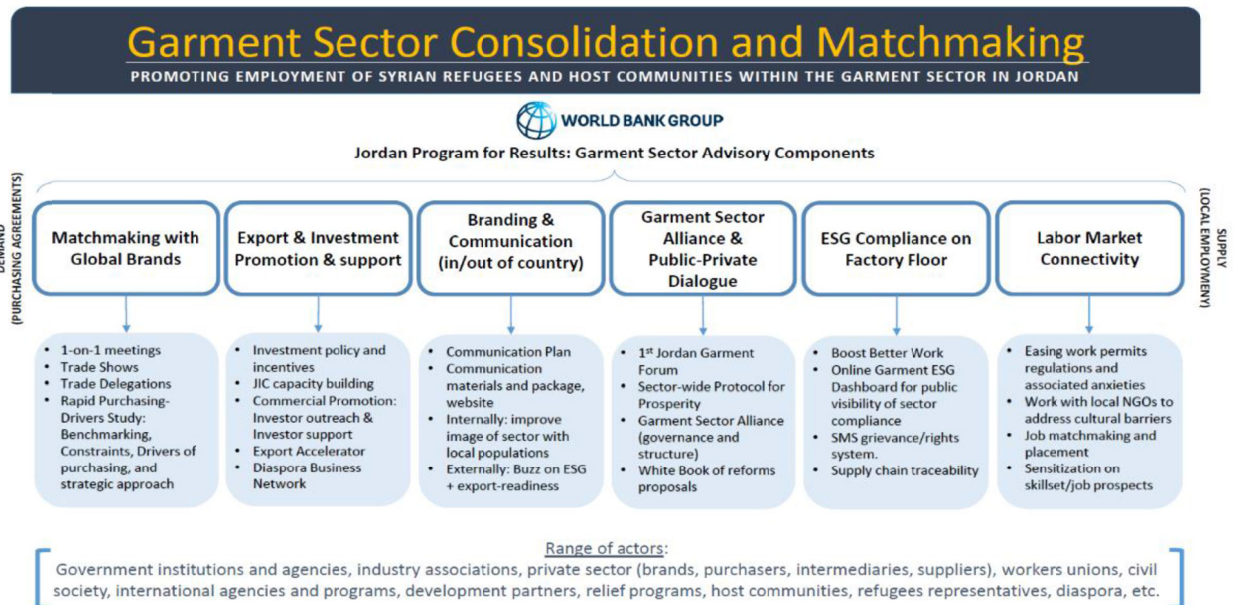 Garment Sector Consolidation and Matchmaking
PROMOTING EMPLOYMENT OF SYRIAN REFUGEES AND HOST COMMUNITIES WITHIN THE GARMENT SECTOR IN JORDAN
WORLD BANK GROUP
Jordan Program for Results: Garment Sector Advisory Components
DEMAND
(PURCHASING AGREEMENTS)
Matchmaking with
Global Brands
• 1-on-1 meetings
• Trade Shows
• Trade Delegations
• Rapid Purchasing-
Drivers Study:
Benchmarking,
Constraints, Drivers of
purchasing, and
strategic approach
Export & Investment
Promotion & support
• Investment policy and
incentives
• JIC capacity building
• Commercial Promotion:
Investor outreach &
Investor support
• Export Accelerator
• Diaspora Business
Network
Branding &
Communication
(in/out of country)
• Communication Plan
• Communication
materials and package,
website
• Internally: improve
image of sector with
local populations
• Externally: Buzz on ESG
+ export-readiness
Garment Sector
Alliance &
Public-Private
Dialogue
• 1st Jordan Garment
Forum
• Sector-wide Protocol for
Prosperity
• Garment Sector Alliance
(governance and
structure)
• White Book of reforms
proposals
ESG Compliance on
Factory Floor
• Boost Better Work
• Online Garment ESG
Dashboard for public
visibility of sector
compliance
• SMS grievance/rights
system.
• Supply chain traceability
Labor Market
Connectivity
• Easing work permits
regulations and
associated anxieties
• Work with local NGOs to
address cultural barriers
• Job matchmaking and
placement
• Sensitization on
skillset/job prospects
SUPPLY
(LOCAL EMPLOYMENT)
Range of actors:
Government institutions and agencies, industry associations, private sector (brands, purchasers, intermediaries, suppliers), workers unions, civil
society, international agencies and programs, development partners, relief programs, host communities, refugees representatives, diaspora, etc.